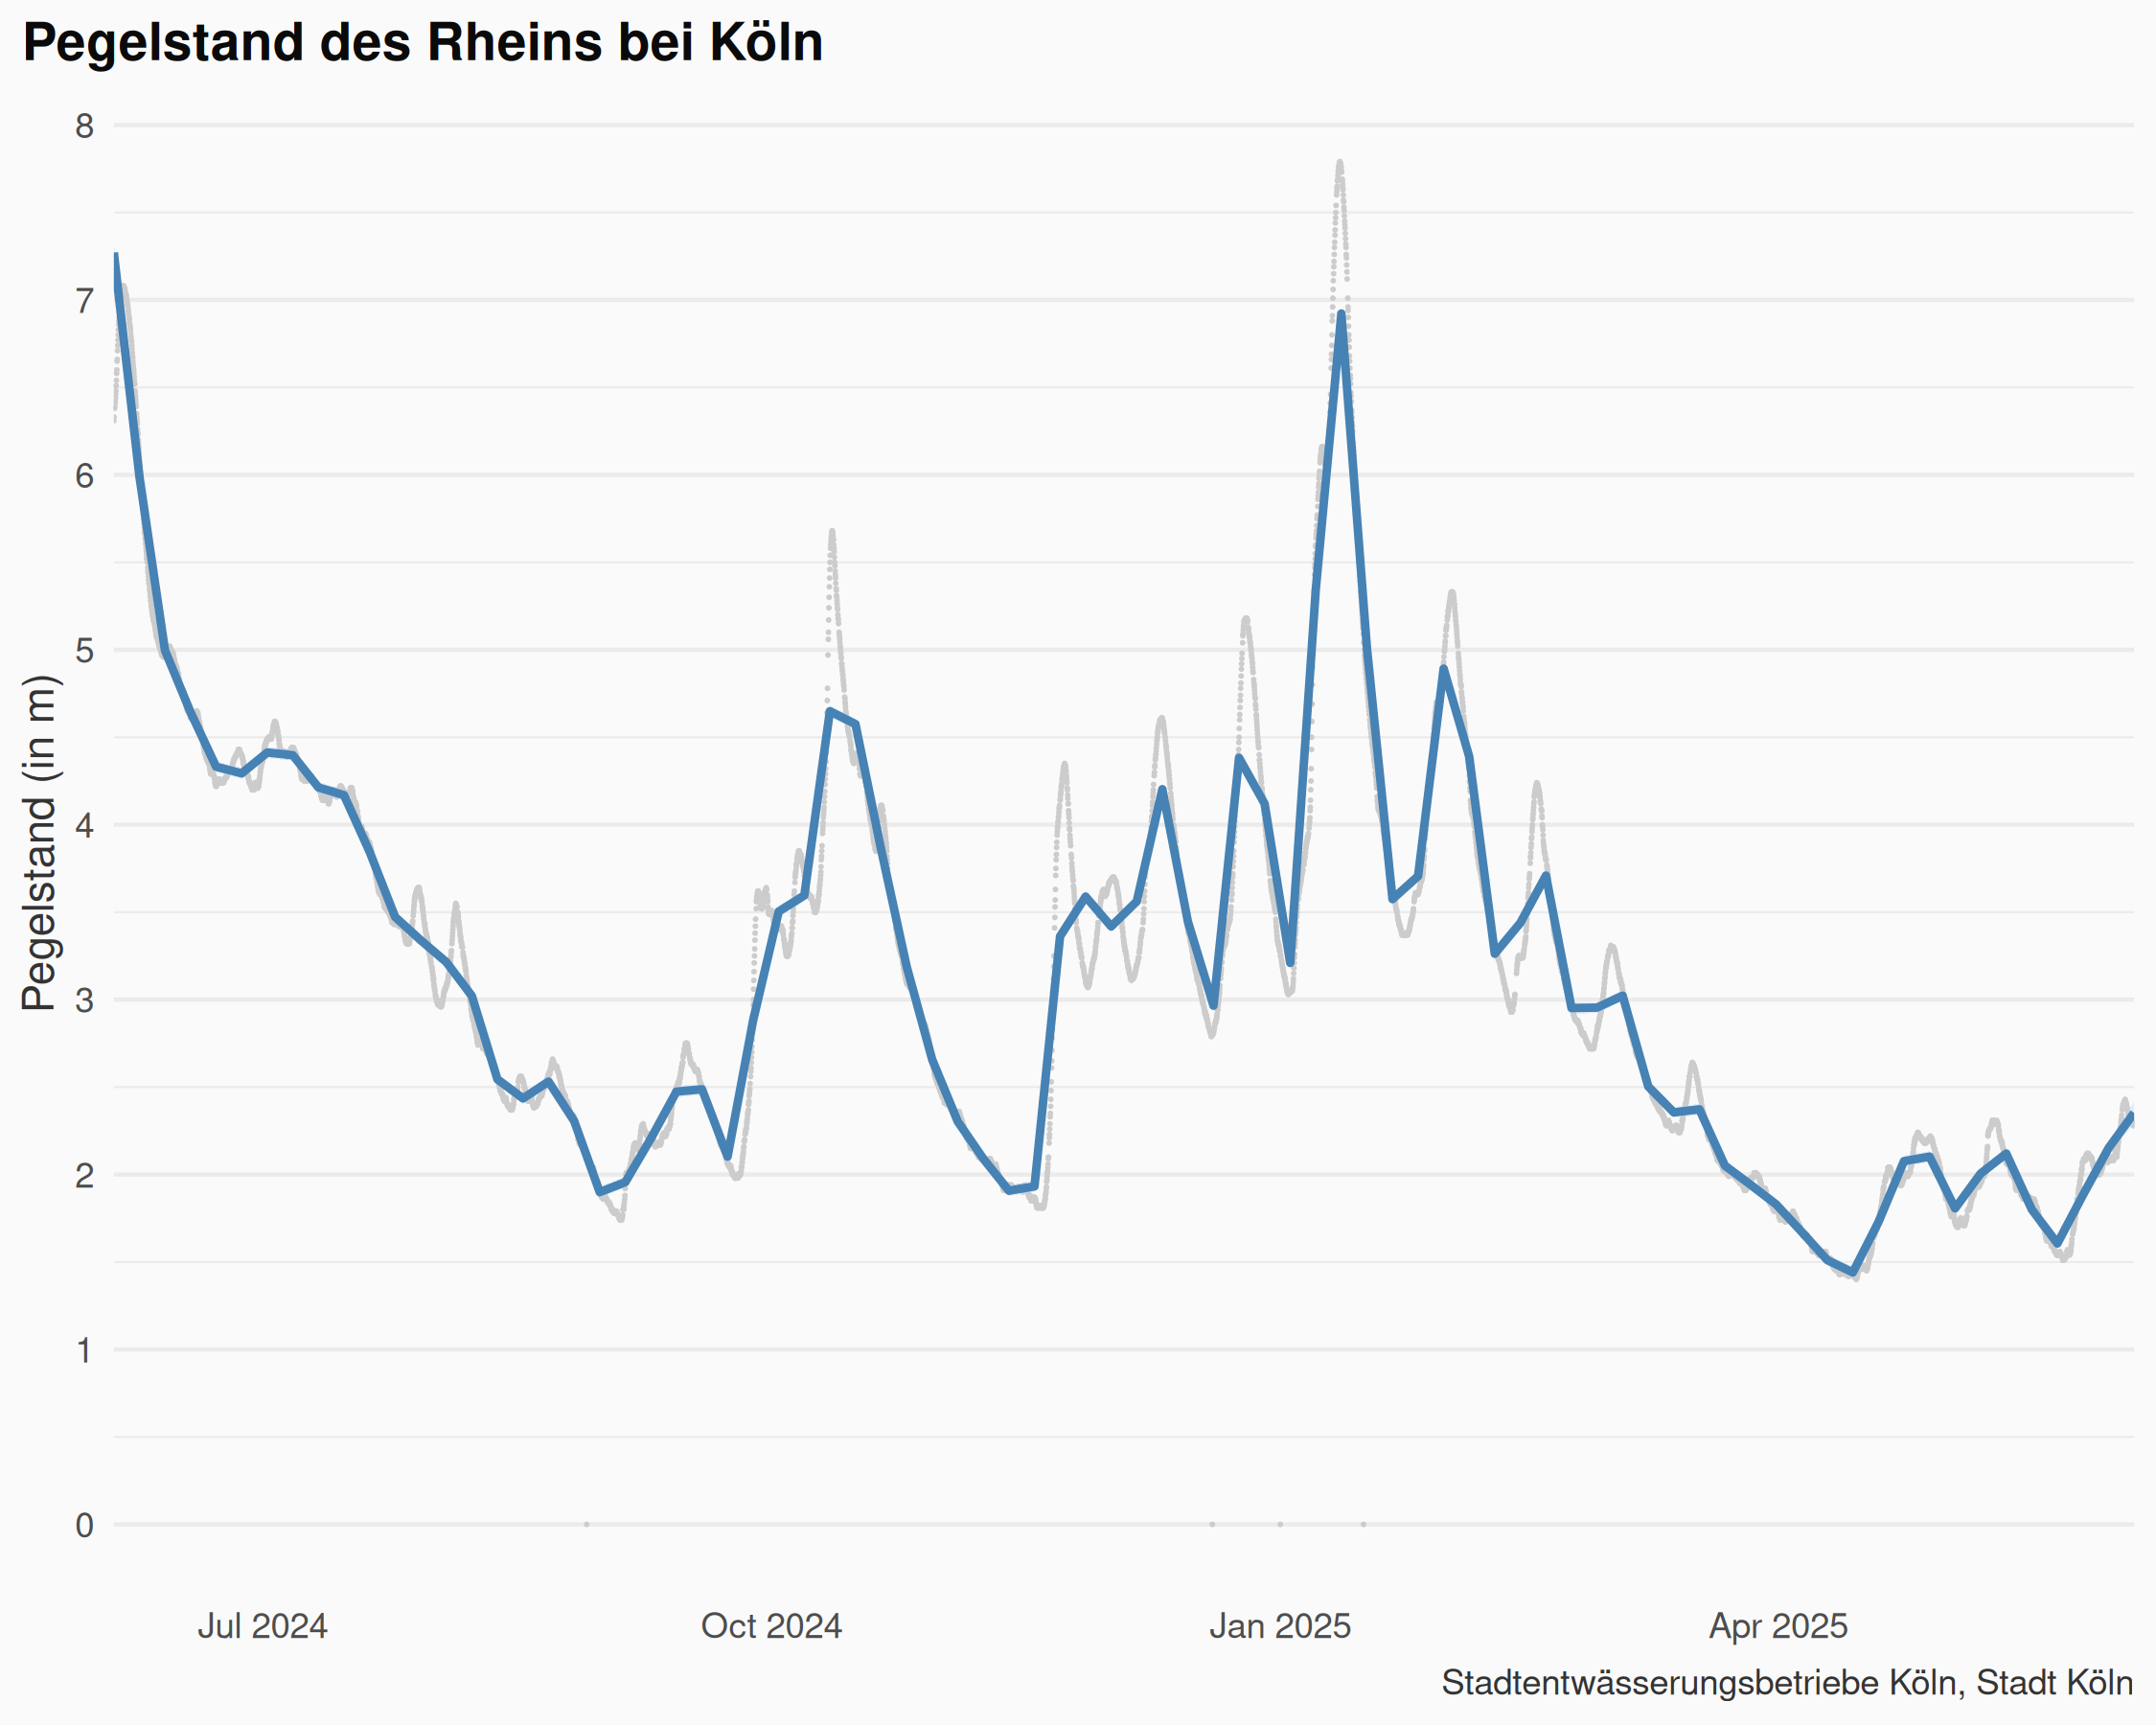 Pegelstand des Rheins bei Köln
8
7
6
5
4
3
2
1
0
Pegelstand (in m)
Jul 2024 Oct 2024 Jan 2025 Apr 2025
Stadtentwässerungsbetriebe Köln, Stadt Köln